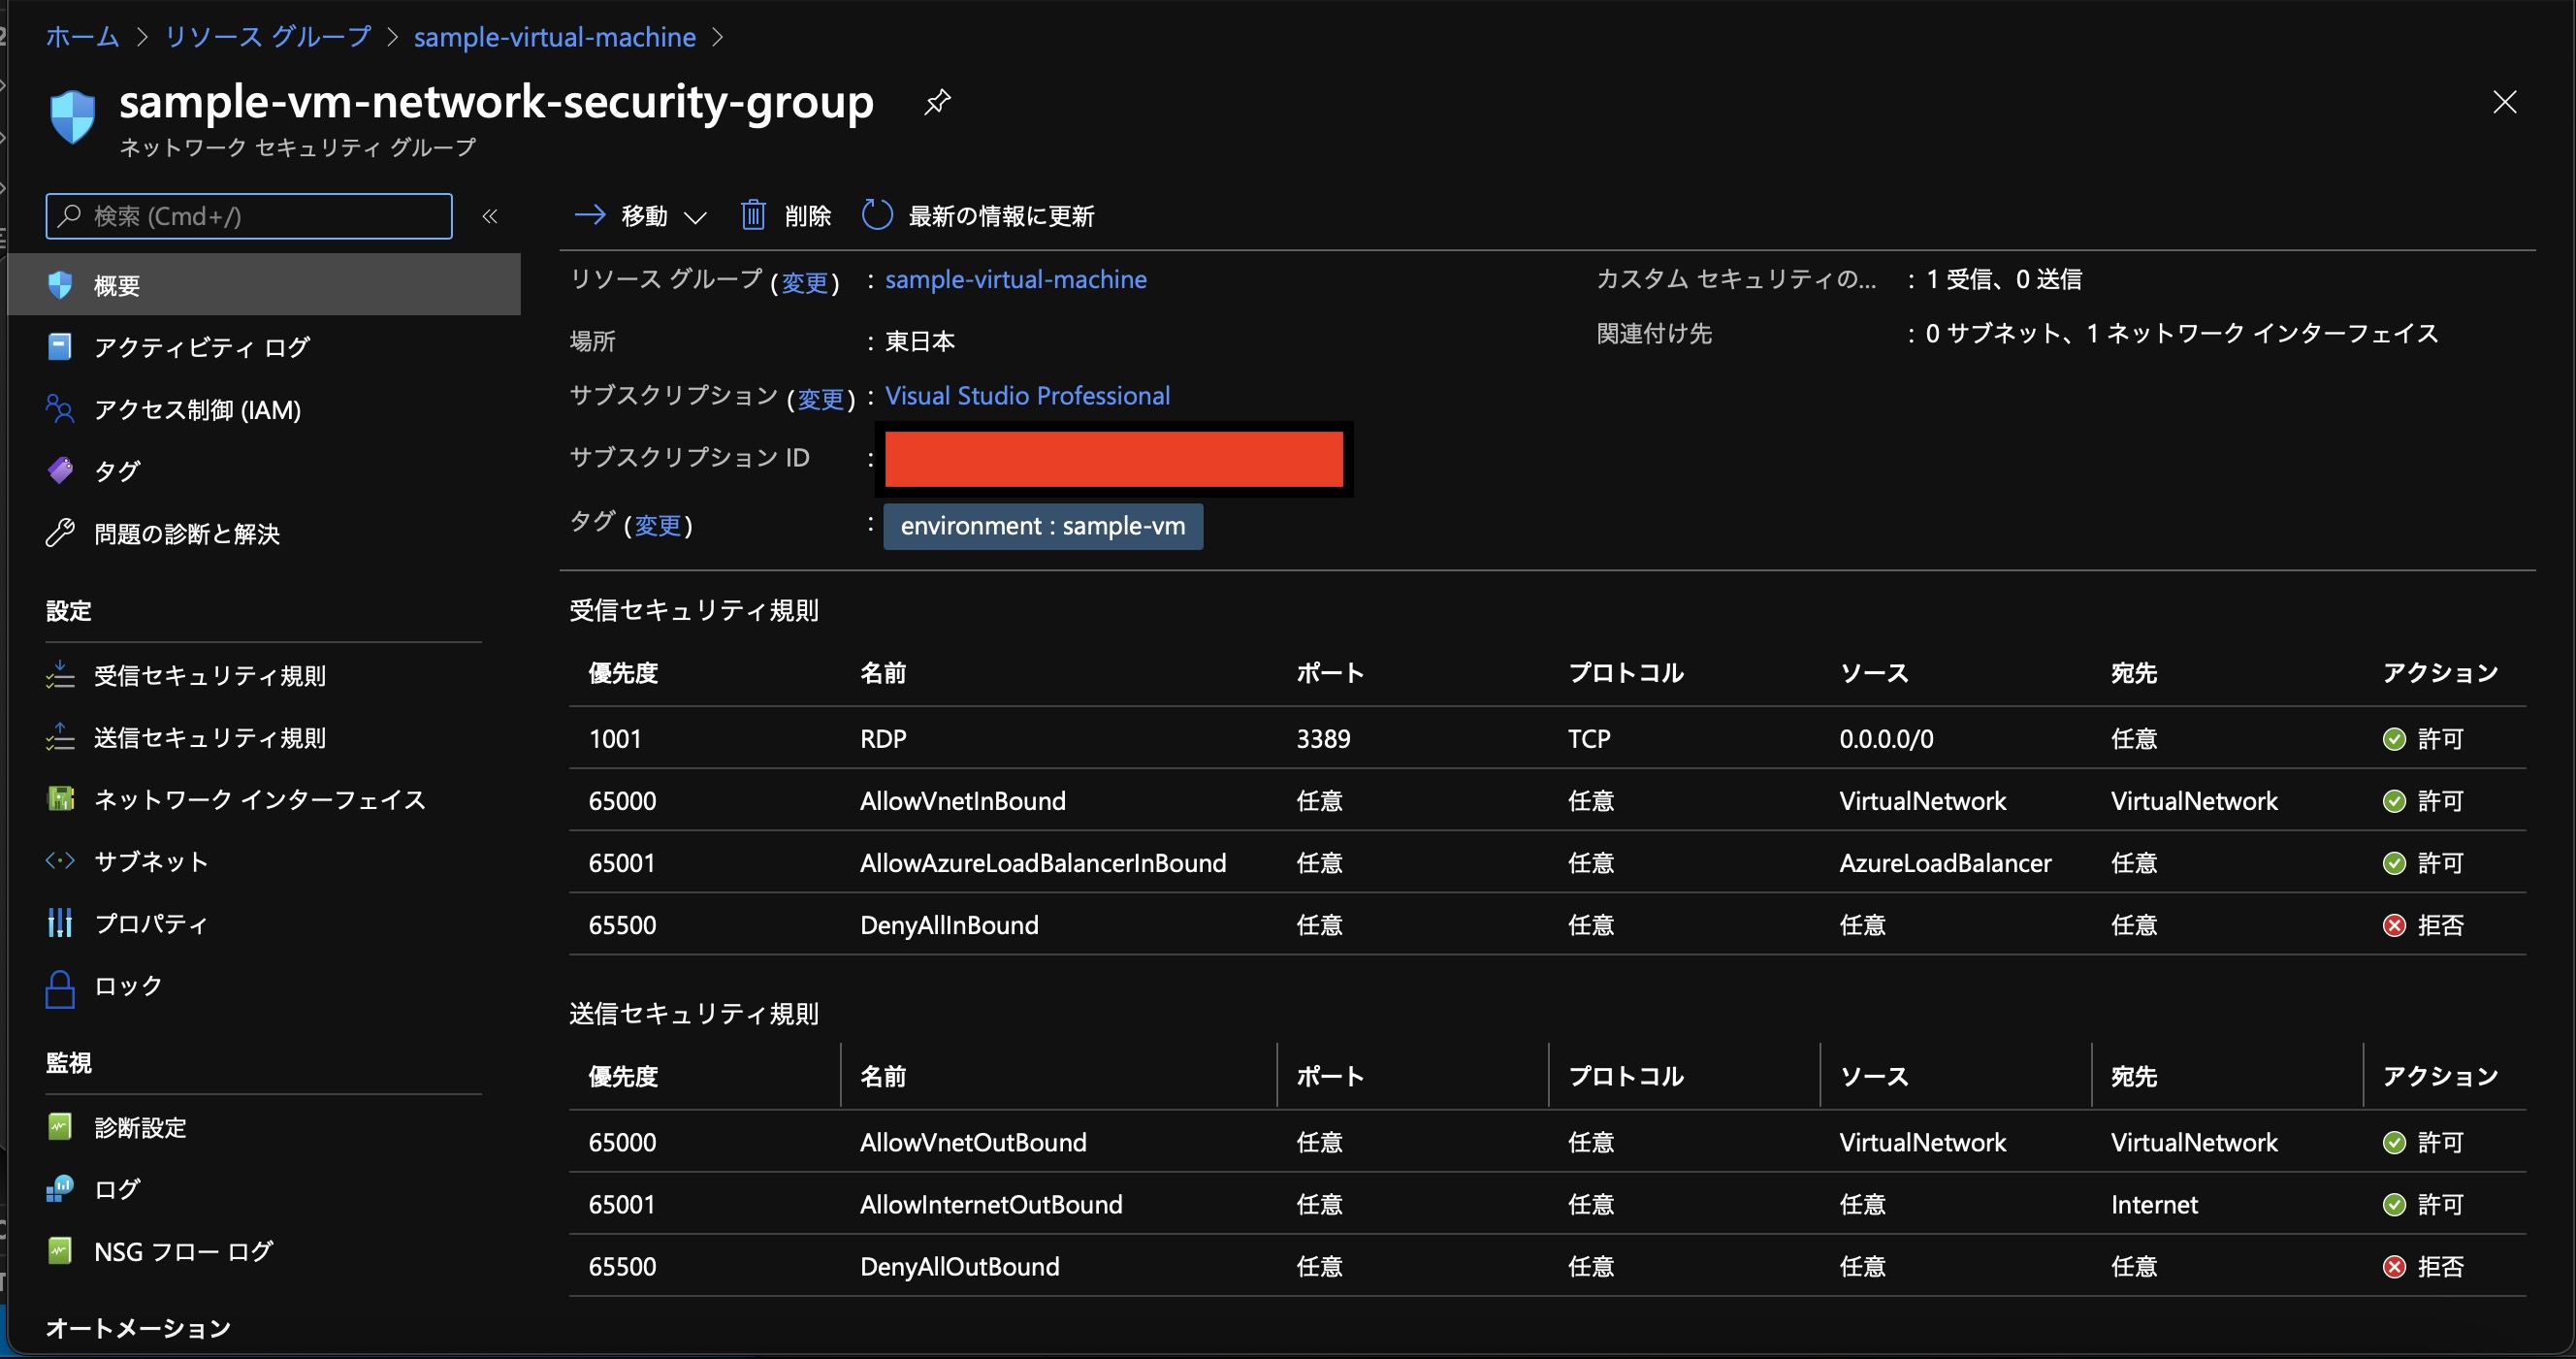 ホーム > リソース グループ > sample-virtual-machine >
sample-vm-network-security-group
ネットワーク セキュリティ グループ
検索 (Cmd+/)
«
移動
削除
最新の情報に更新
概要
アクティビティ ログ
アクセス制御 (IAM)
タグ
問題の診断と解決
設定
受信セキュリティ規則
送信セキュリティ規則
ネットワーク インターフェイス
サブネット
プロパティ
ロック
監視
診断設定
ログ
NSG フロー ログ
オートメーション
リソース グループ (変更) : sample-virtual-machine
場所 : 東日本
サブスクリプション (変更) : Visual Studio Professional
サブスクリプション ID :
タグ (変更) : environment : sample-vm
カスタム セキュリティの... : 1 受信、0 送信
関連付け先 : 0 サブネット、1 ネットワーク インターフェイス
受信セキュリティ規則
優先度 名前 ポート プロトコル ソース 宛先 アクション
1001 RDP 3389 TCP 0.0.0.0/0 任意 許可
65000 AllowVnetInBound 任意 任意 VirtualNetwork VirtualNetwork 許可
65001 AllowAzureLoadBalancerInBound 任意 任意 AzureLoadBalancer 任意 許可
65500 DenyAllInBound 任意 任意 任意 任意 拒否
送信セキュリティ規則
優先度 名前 ポート プロトコル ソース 宛先 アクション
65000 AllowVnetOutBound 任意 任意 VirtualNetwork VirtualNetwork 許可
65001 AllowInternetOutBound 任意 任意 任意 Internet 許可
65500 DenyAllOutBound 任意 任意 任意 任意 拒否